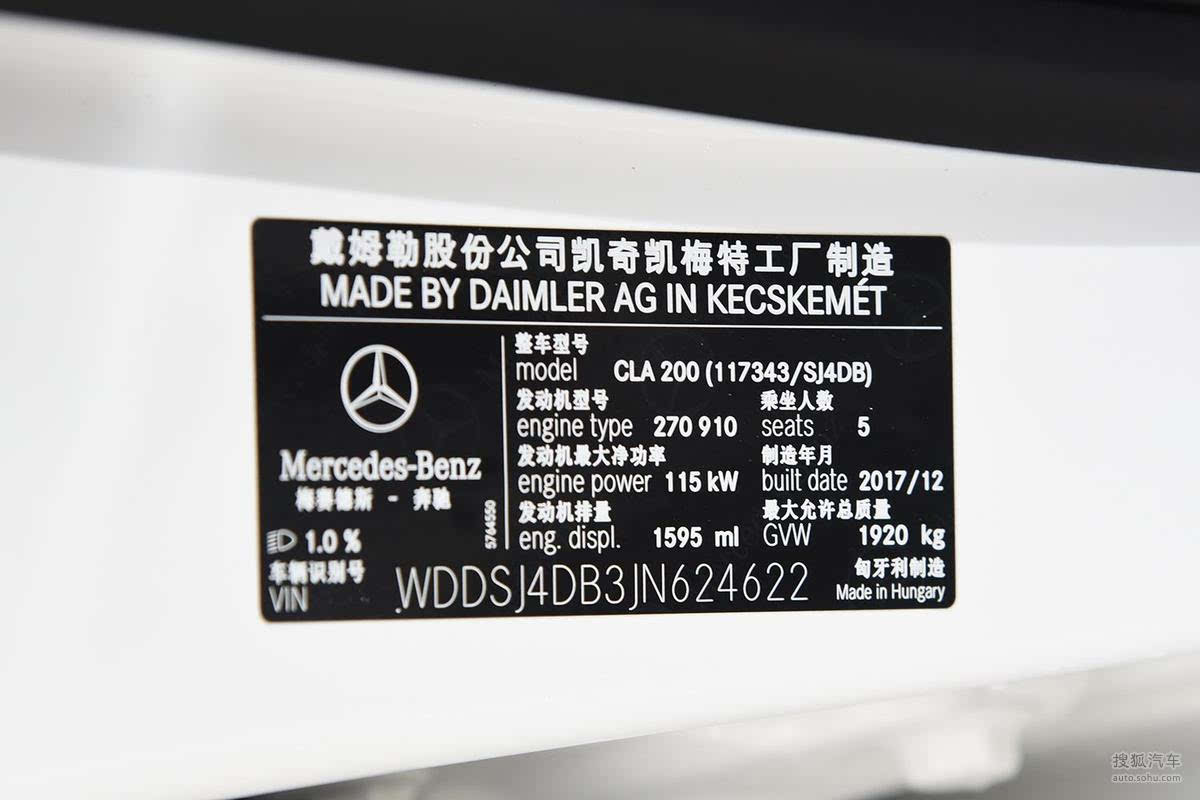 戴姆勒股份公司凯奇凯梅特工厂制造
MADE BY DAIMLER AG IN KECSKEMÉT
整车型号
model CLA 200 (117343/SJ4DB)
发动机型号 乘坐人数
engine type 270 910 seats 5
发动机最大净功率 制造年月
engine power 115 kW built date 2017/12
发动机排量 最大允许总质量
eng. displ. 1595 ml GVW 1920 kg
Mercedes-Benz
梅赛德斯 - 奔驰
5764550
1.0 %
车辆识别号 匈牙利制造
VIN WDDSJ4DB3JN624622 Made in Hungary
搜狐汽车
auto.sohu.com